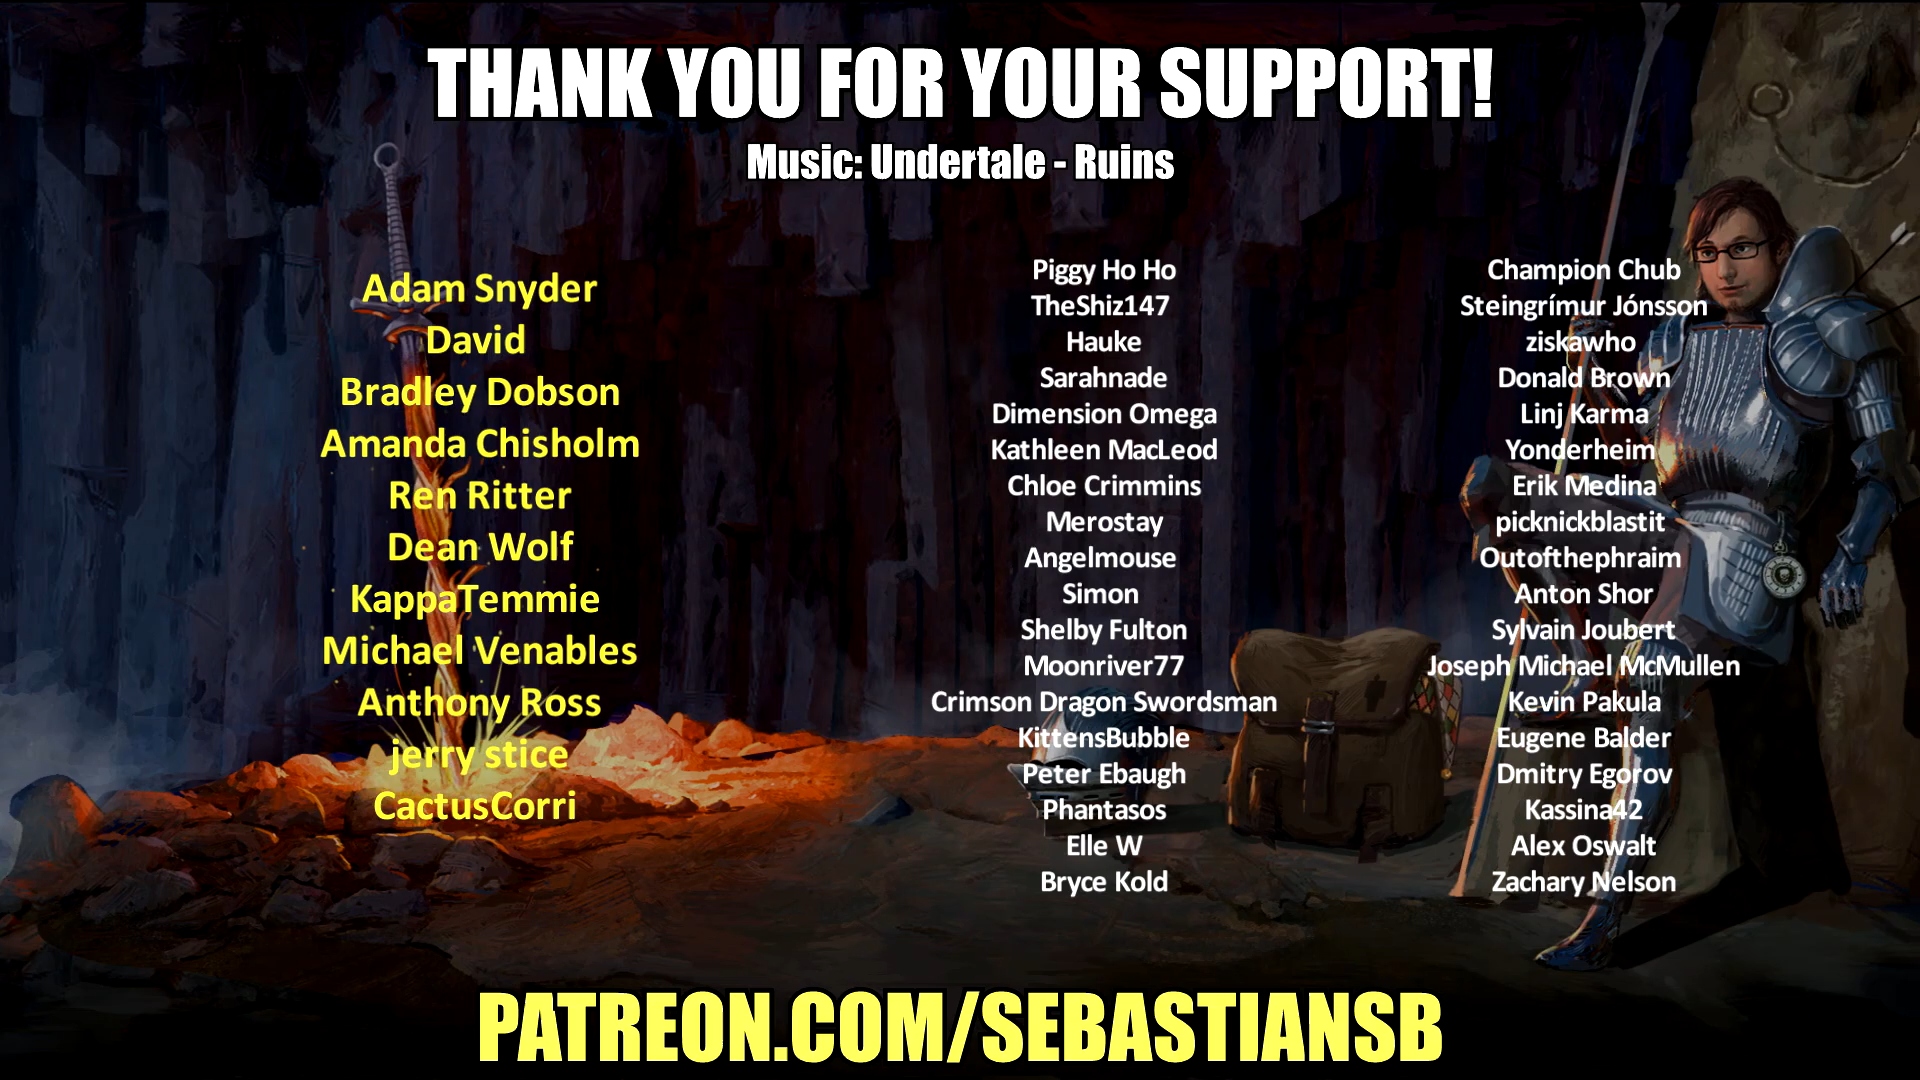 THANK YOU FOR YOUR SUPPORT!
Music: Undertale - Ruins
Adam Snyder
David
Bradley Dobson
Amanda Chisholm
Ren Ritter
Dean Wolf
KappaTemmie
Michael Venables
Anthony Ross
jerry stice
CactusCorri
Piggy Ho Ho
TheShiz147
Hauke
Sarahnade
Dimension Omega
Kathleen MacLeod
Chloe Crimmins
Merostay
Angelmouse
Simon
Shelby Fulton
Moonriver77
Crimson Dragon Swordsman
KittensBubble
Peter Ebaugh
Phantasos
Elle W
Bryce Kold
Champion Chub
Steingrímur Jónsson
ziskawho
Donald Brown
Linj Karma
Yonderheim
Erik Medina
picknickblastit
Outofthephraim
Anton Shor
Sylvain Joubert
Joseph Michael McMullen
Kevin Pakula
Eugene Balder
Dmitry Egorov
Kassina42
Alex Oswalt
Zachary Nelson
PATREON.COM/SEBASTIANSB